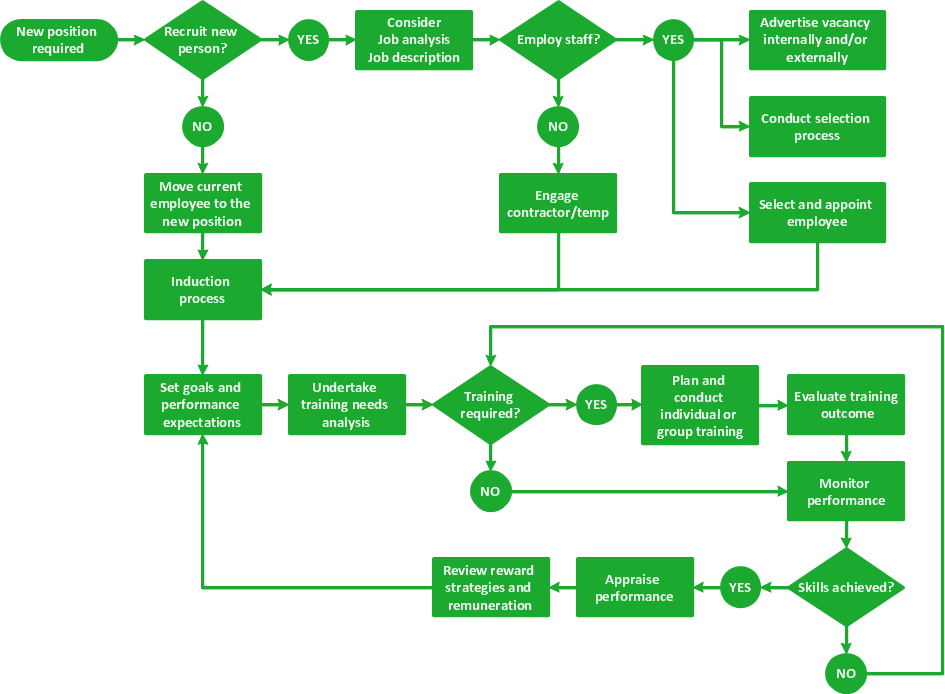 New position
required
Recruit new
person?
YES
Consider
Job analysis
Job description
Employ staff?
YES
Advertise vacancy
internally and/or
externally
NO
NO
Conduct selection
process
Move current
employee to the
new position
Engage
contractor/temp
Select and appoint
employee
Induction
process
Set goals and
performance
expectations
Undertake
training needs
analysis
Training
required?
YES
Plan and
conduct
individual or
group training
Evaluate training
outcome
NO
Monitor
performance
Review reward
strategies and
remuneration
Appraise
performance
YES
Skills achieved?
NO